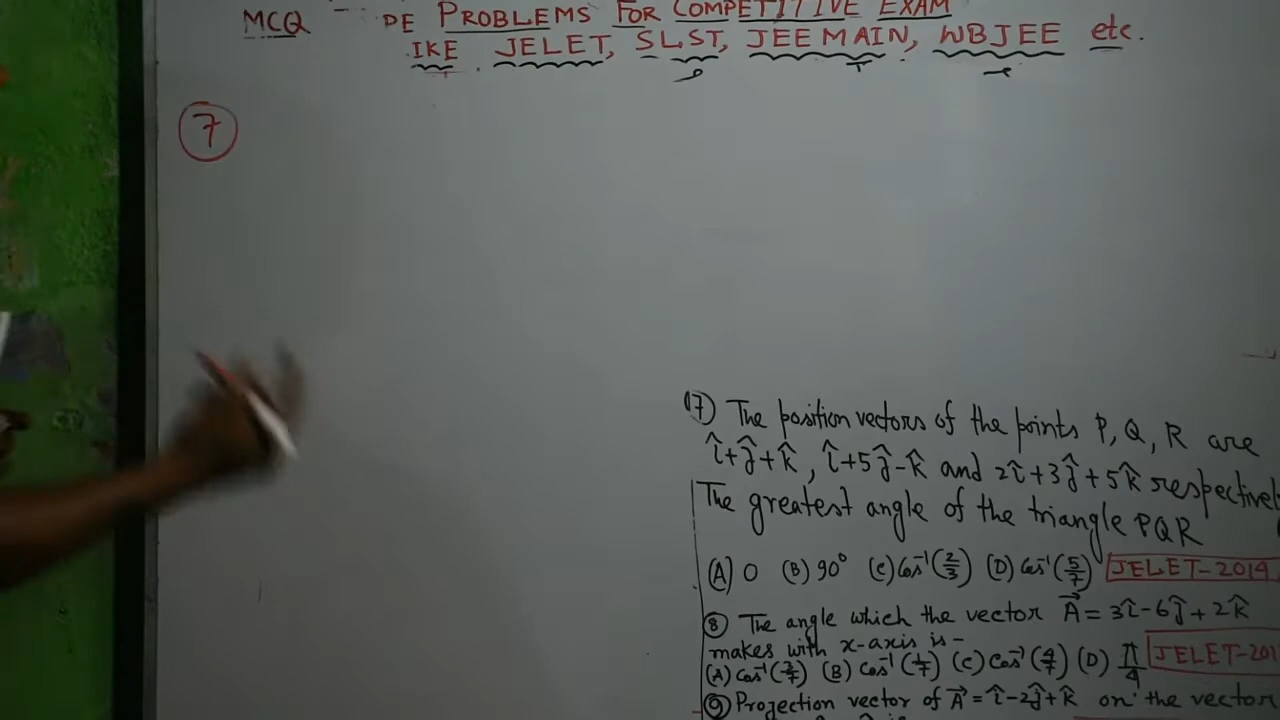 MCQ PE PROBLEMS FOR COMPETITIVE EXAM
IKE JELET, SLST, JEE MAIN, WBJEE etc.
7
(7) The position vectors of the points P, Q, R are
î+ĵ+k̂, î+5ĵ-k̂ and 2î+3ĵ+5k̂ respectivel
The greatest angle of the triangle PQR
(A) 0 (B) 90° (C) Cos⁻¹(2/3) (D) Cos⁻¹(5/7) JELET-2014
⑧ The angle which the vector A⃗ = 3î-6ĵ+2k̂
makes with x-axis is-
(A) Cos⁻¹(3/7) (B) Cos⁻¹(1/7) (C) Cos⁻¹(4/7) (D) π/4 JELET-201
⑨ Projection vector of A⃗ = î-2ĵ+k̂ on the vector